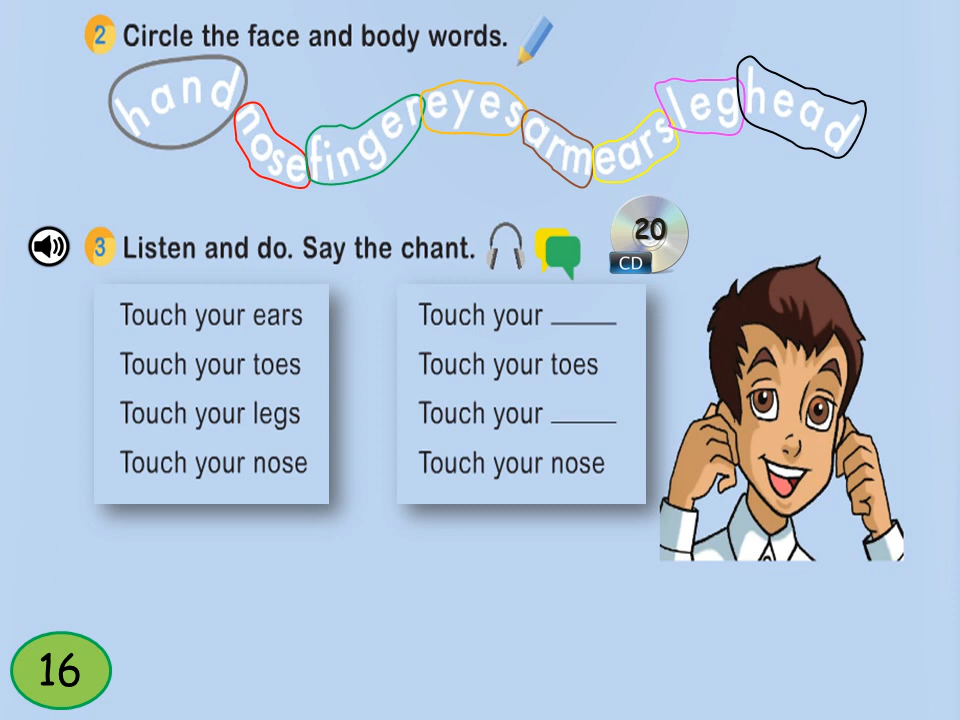 2 Circle the face and body words.
handnosefingereyesarmearsleghead
3 Listen and do. Say the chant.
20
CD
Touch your ears
Touch your toes
Touch your legs
Touch your nose
Touch your ______
Touch your toes
Touch your ______
Touch your nose
16